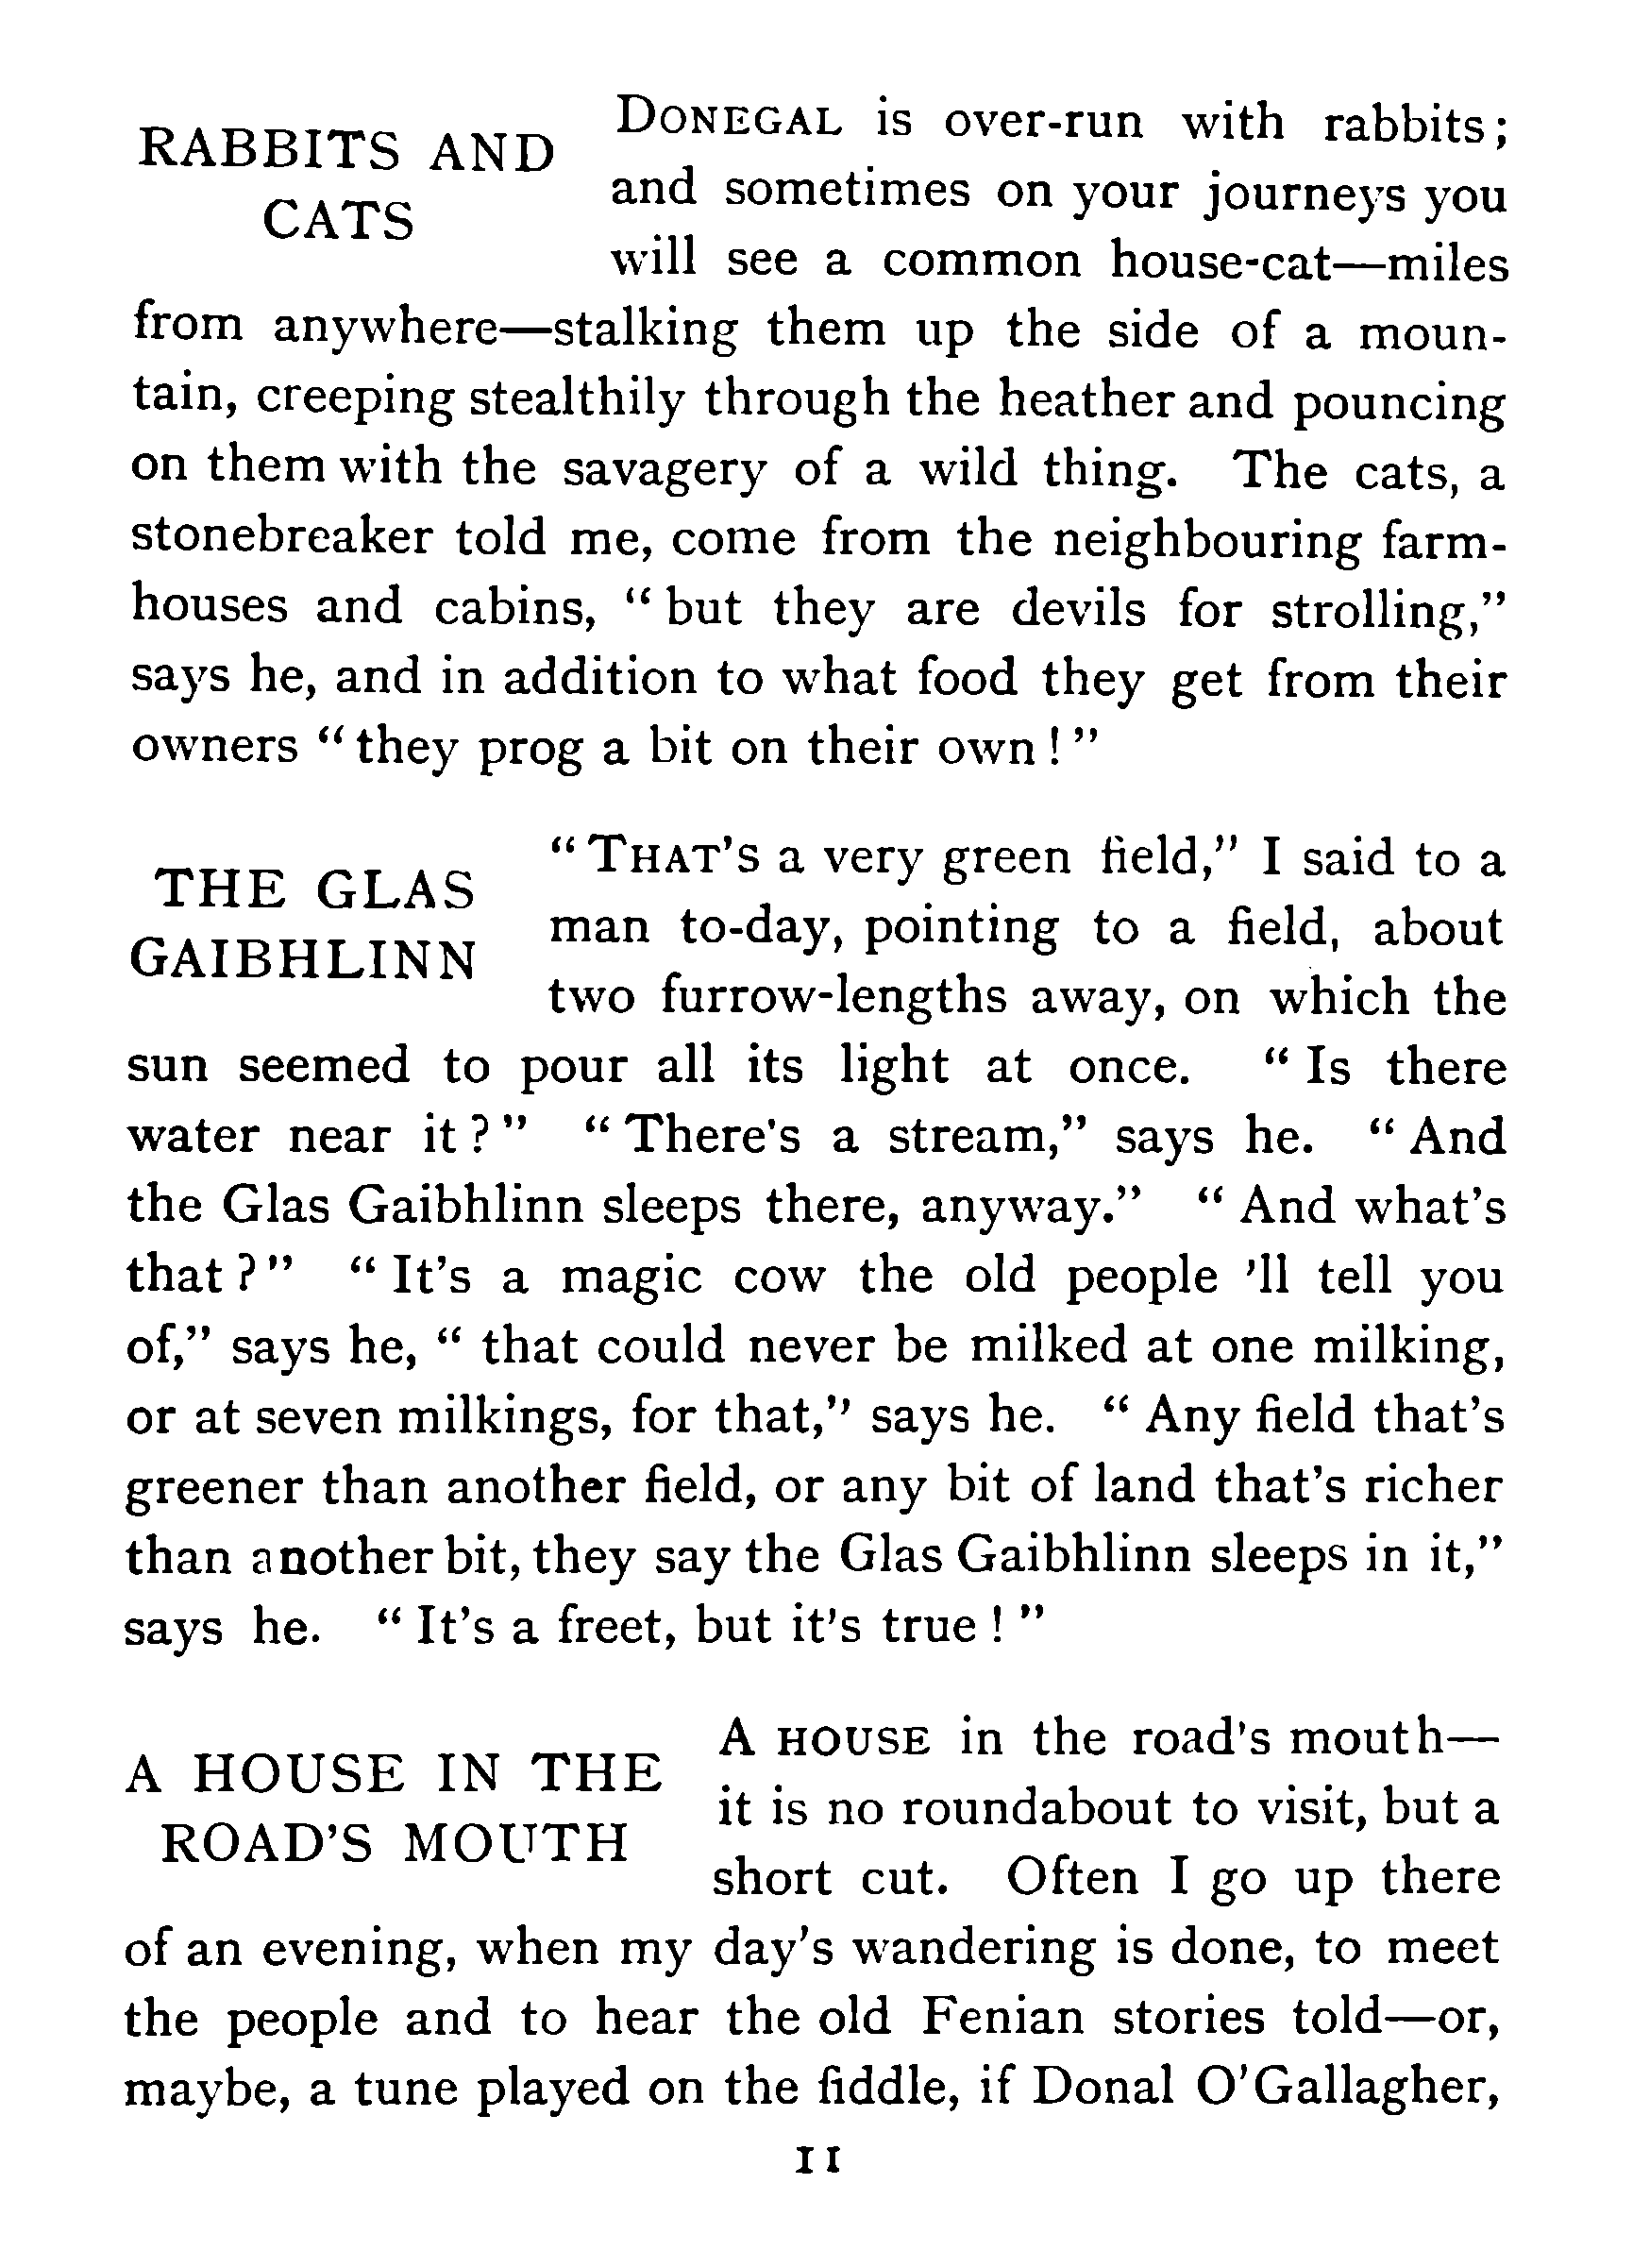 RABBITS AND
CATS
DONEGAL is over-run with rabbits;
and sometimes on your journeys you
will see a common house-cat—miles
from anywhere—stalking them up the side of a moun-
tain, creeping stealthily through the heather and pouncing
on them with the savagery of a wild thing. The cats, a
stonebreaker told me, come from the neighbouring farm-
houses and cabins, “but they are devils for strolling,”
says he, and in addition to what food they get from their
owners “they prog a bit on their own!”
THE GLAS
GAIBHLINN
“THAT’S a very green field,” I said to a
man to-day, pointing to a field, about
two furrow-lengths away, on which the
sun seemed to pour all its light at once. “Is there
water near it?” “There’s a stream,” says he. “And
the Glas Gaibhlinn sleeps there, anyway.” “And what’s
that?” “It’s a magic cow the old people ’ll tell you
of,” says he, “that could never be milked at one milking,
or at seven milkings, for that,” says he. “Any field that’s
greener than another field, or any bit of land that’s richer
than another bit, they say the Glas Gaibhlinn sleeps in it,”
says he. “It’s a freet, but it’s true!”
A HOUSE IN THE
ROAD’S MOUTH
A HOUSE in the road’s mouth—
it is no roundabout to visit, but a
short cut. Often I go up there
of an evening, when my day’s wandering is done, to meet
the people and to hear the old Fenian stories told—or,
maybe, a tune played on the fiddle, if Donal O’Gallagher,
11